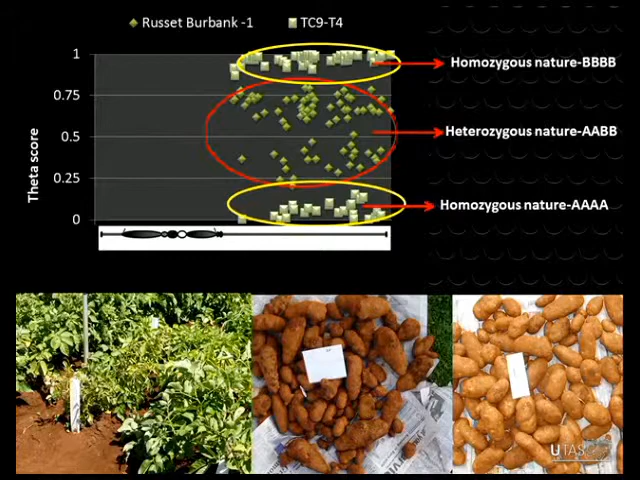 Russet Burbank -1
TC9-T4
1
0.75
0.5
0.25
0
Theta score
Homozygous nature-BBBB
Heterozygous nature-AABB
Homozygous nature-AAAA
UTAS